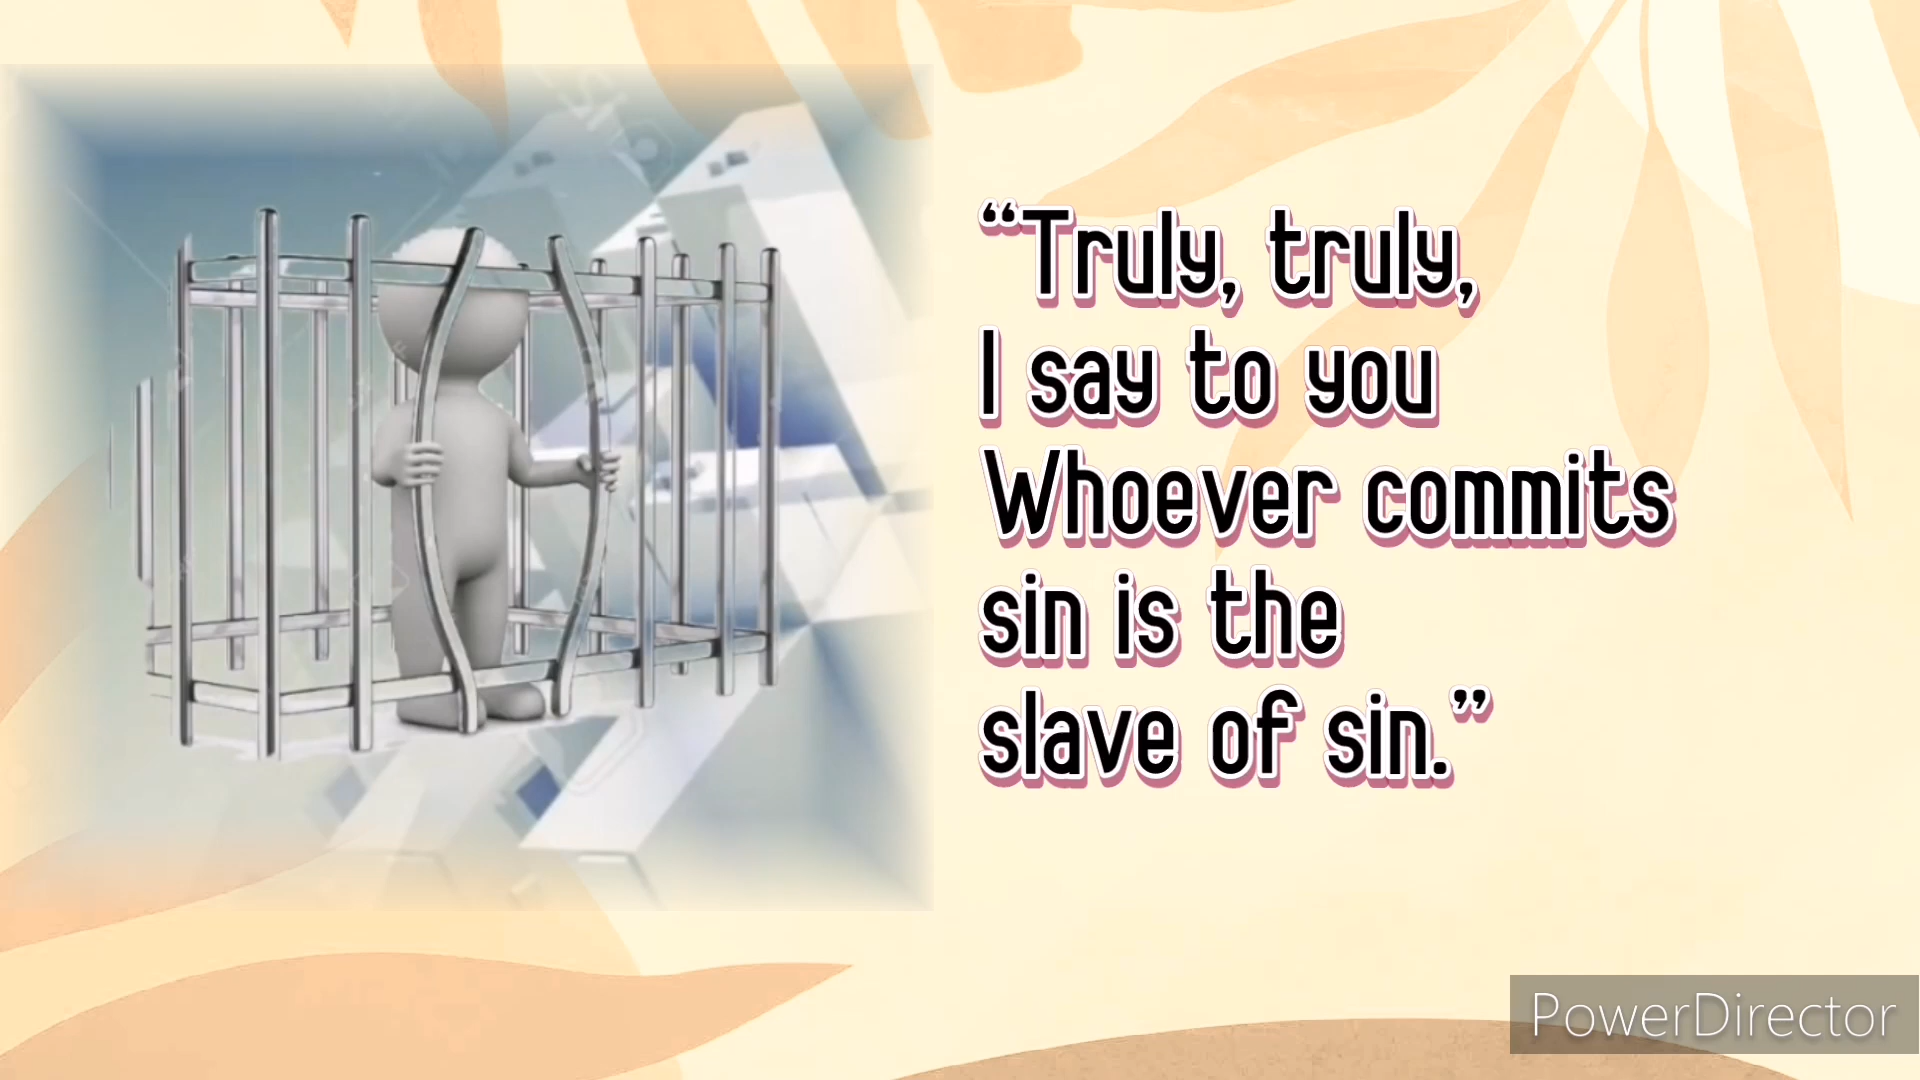 “Truly, truly,
I say to you
Whoever commits
sin is the
slave of sin.”
PowerDirector